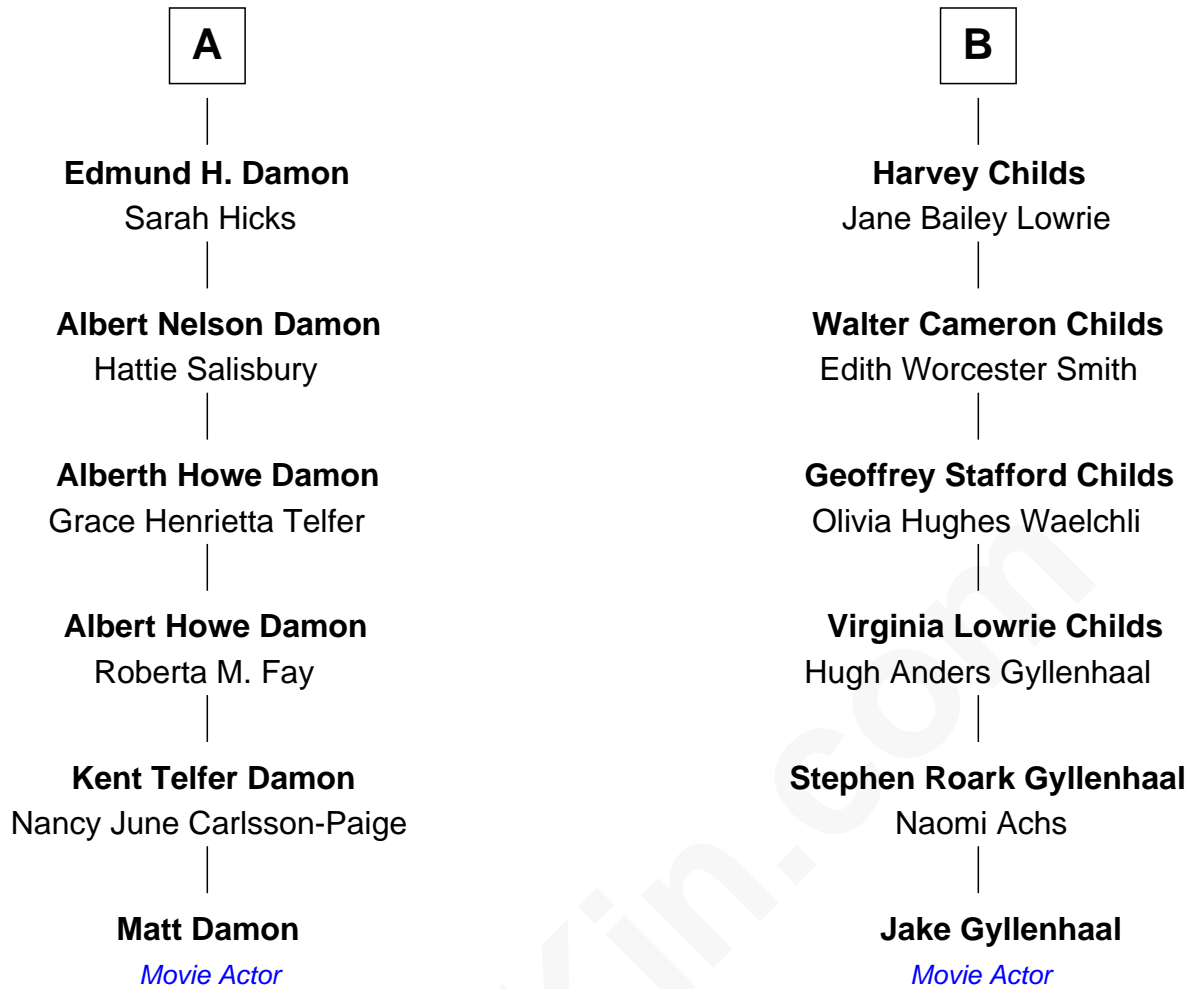 A
Edmund H. Damon
Sarah Hicks
Albert Nelson Damon
Hattie Salisbury
Alberth Howe Damon
Grace Henrietta Telfer
Albert Howe Damon
Roberta M. Fay
Kent Telfer Damon
Nancy June Carlsson-Paige
Matt Damon
Movie Actor
B
Harvey Childs
Jane Bailey Lowrie
Walter Cameron Childs
Edith Worcester Smith
Geoffrey Stafford Childs
Olivia Hughes Waelchli
Virginia Lowrie Childs
Hugh Anders Gyllenhaal
Stephen Roark Gyllenhaal
Naomi Achs
Jake Gyllenhaal
Movie Actor
Kin.com